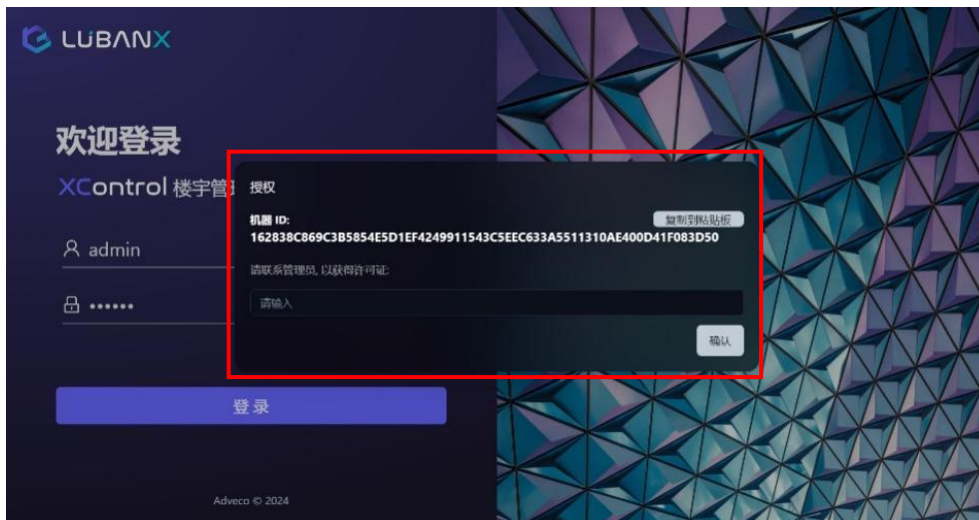 LUBANX
欢迎登录
XControl 楼宇管
授权
机器 ID:
复制到粘贴板
162838C869C3B5854E5D1EF4249911543C5EEC633A5511310AE400D41F083D50
admin
请联系管理员, 以获得许可证:
请输入
确认
登录
Adveco © 2024